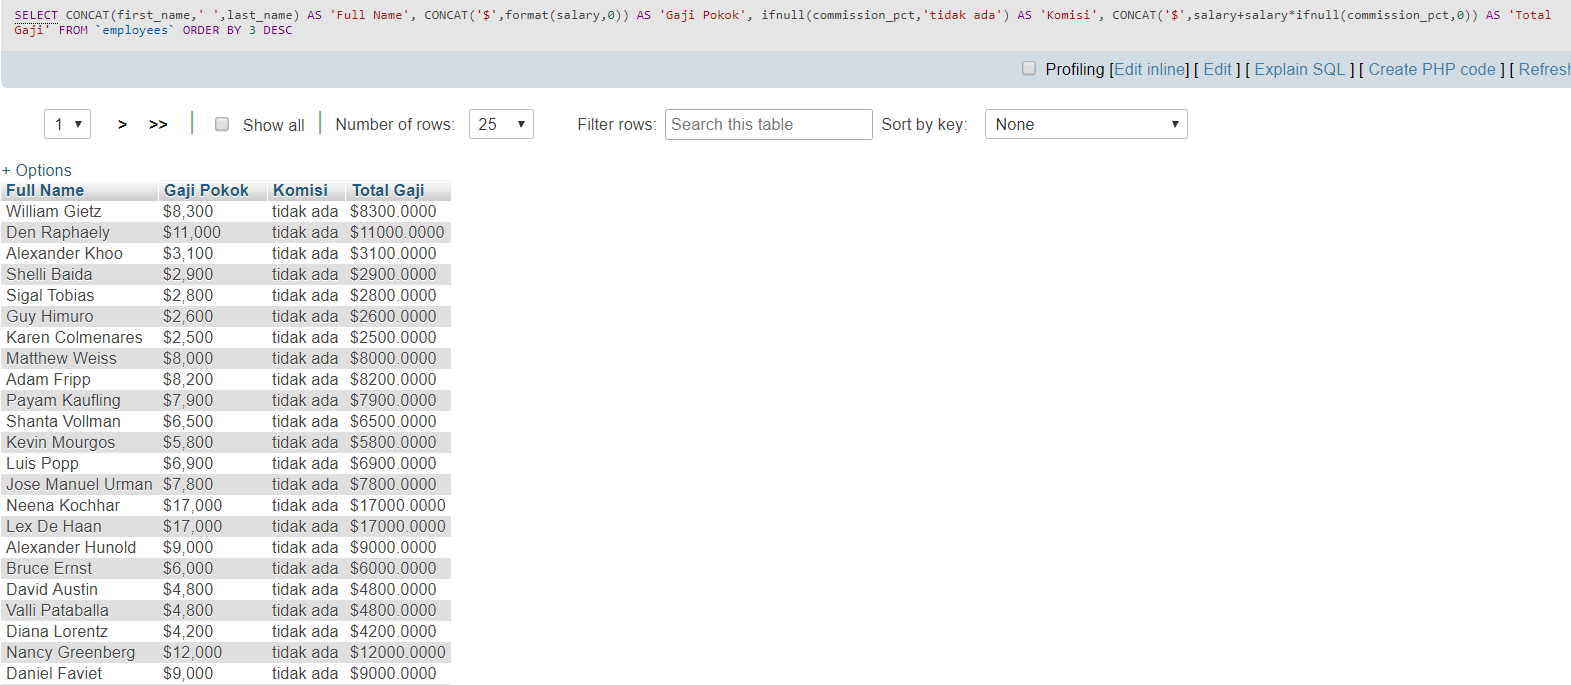 SELECT CONCAT(first_name,' ',last_name) AS 'Full Name', CONCAT('$',format(salary,0)) AS 'Gaji Pokok', ifnull(commission_pct,'tidak ada') AS 'Komisi', CONCAT('$',salary+salary*ifnull(commission_pct,0)) AS 'Total
Gaji' FROM `employees` ORDER BY 3 DESC
Profiling [Edit inline] [ Edit ] [ Explain SQL ] [ Create PHP code ] [ Refresh
1 > >> | Show all | Number of rows: 25 Filter rows: Search this table Sort by key: None
+ Options
Full Name Gaji Pokok Komisi Total Gaji
William Gietz $8,300 tidak ada $8300.0000
Den Raphaely $11,000 tidak ada $11000.0000
Alexander Khoo $3,100 tidak ada $3100.0000
Shelli Baida $2,900 tidak ada $2900.0000
Sigal Tobias $2,800 tidak ada $2800.0000
Guy Himuro $2,600 tidak ada $2600.0000
Karen Colmenares $2,500 tidak ada $2500.0000
Matthew Weiss $8,000 tidak ada $8000.0000
Adam Fripp $8,200 tidak ada $8200.0000
Payam Kaufling $7,900 tidak ada $7900.0000
Shanta Vollman $6,500 tidak ada $6500.0000
Kevin Mourgos $5,800 tidak ada $5800.0000
Luis Popp $6,900 tidak ada $6900.0000
Jose Manuel Urman $7,800 tidak ada $7800.0000
Neena Kochhar $17,000 tidak ada $17000.0000
Lex De Haan $17,000 tidak ada $17000.0000
Alexander Hunold $9,000 tidak ada $9000.0000
Bruce Ernst $6,000 tidak ada $6000.0000
David Austin $4,800 tidak ada $4800.0000
Valli Pataballa $4,800 tidak ada $4800.0000
Diana Lorentz $4,200 tidak ada $4200.0000
Nancy Greenberg $12,000 tidak ada $12000.0000
Daniel Faviet $9,000 tidak ada $9000.0000